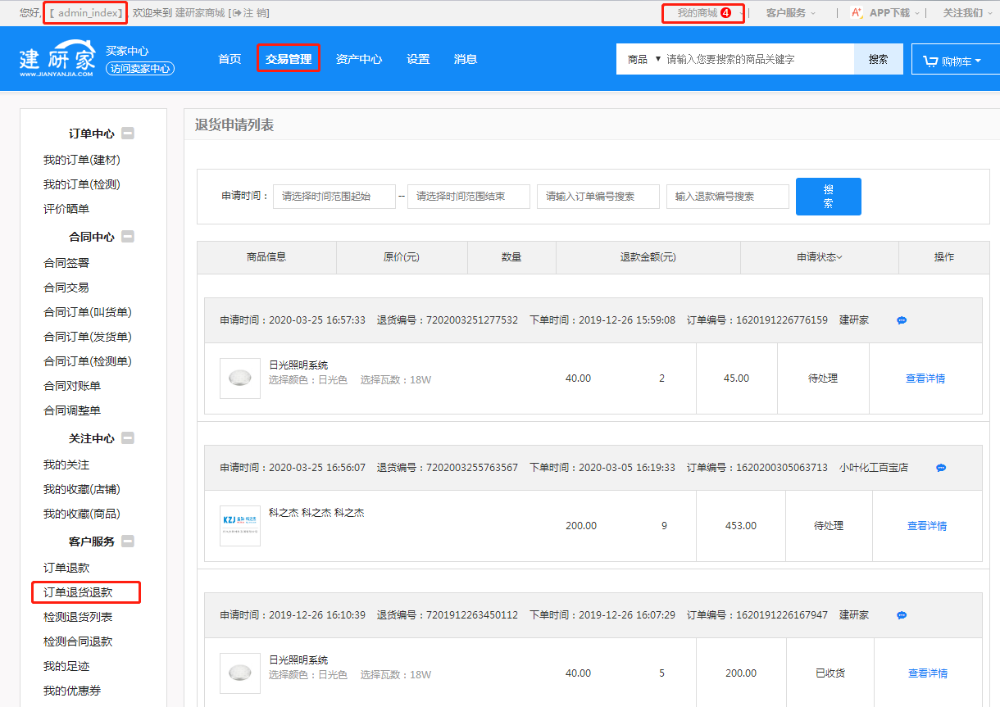 您好,【 admin_index】, 欢迎来到 建研家商城 [注 销] 我的商城 4 客户服务 APP下载 关注我们
建研家
WWW.JIANYANJIA.COM
买家中心
访问卖家中心
首页 交易管理 资产中心 设置 消息
商品 ▼ 请输入您要搜索的商品关键字 搜索 购物车
订单中心
我的订单(建材)
我的订单(检测)
评价晒单
合同中心
合同签署
合同交易
合同订单(叫货单)
合同订单(发货单)
合同订单(检测单)
合同对账单
合同调整单
关注中心
我的关注
我的收藏(店铺)
我的收藏(商品)
客户服务
订单退款
订单退货退款
检测退货列表
检测合同退款
我的足迹
我的优惠券
退货申请列表
申请时间： 请选择时间范围起始 -- 请选择时间范围结束 请输入订单编号搜索 输入退款编号搜索 搜索
商品信息 原价(元) 数量 退款金额(元) 申请状态 操作
申请时间：2020-03-25 16:57:33 退货编号：7202003251277532 下单时间：2019-12-26 15:59:08 订单编号：1620191226776159 建研家
日光照明系统
选择颜色：日光色 选择瓦数：18W
40.00 2 45.00 待处理 查看详情
申请时间：2020-03-25 16:56:07 退货编号：7202003255763567 下单时间：2020-03-05 16:19:33 订单编号：1620200305063713 小叶化工百宝店
KZJ
科之杰 科之杰 科之杰
200.00 9 453.00 待处理 查看详情
申请时间：2019-12-26 16:10:39 退货编号：7201912263450112 下单时间：2019-12-26 16:07:29 订单编号：1620191226167947 建研家
日光照明系统
选择颜色：日光色 选择瓦数：18W
40.00 5 200.00 已收货 查看详情